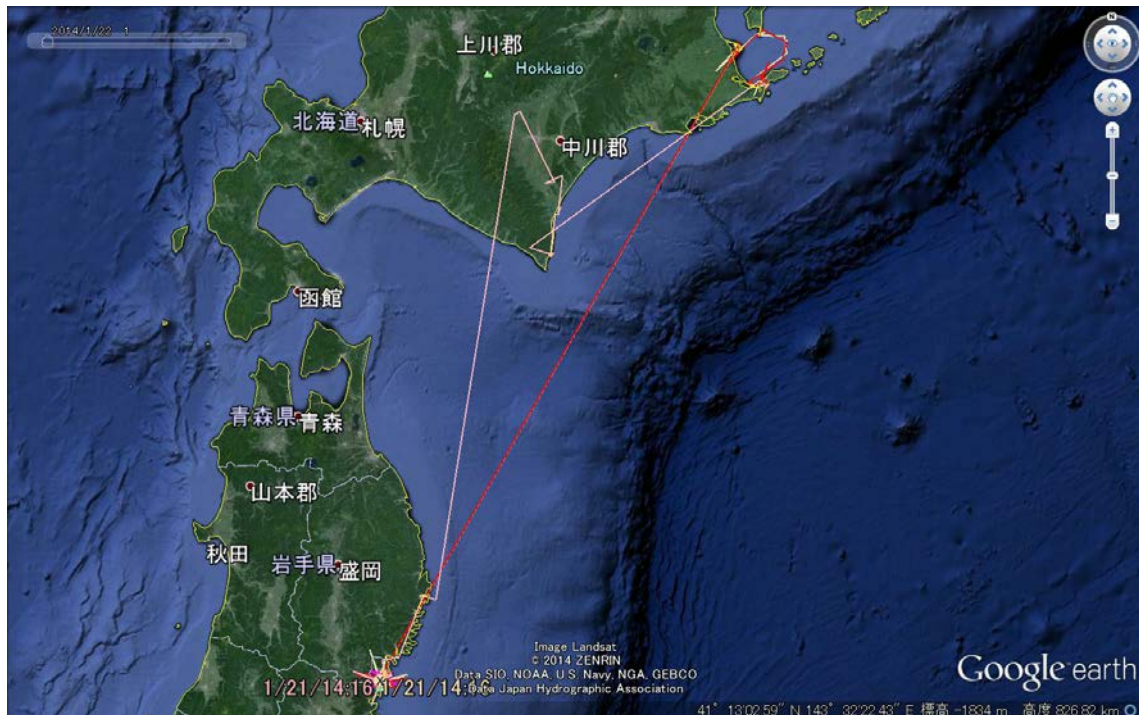 2014/1/22 1
N
上川郡
Hokkaido
北海道
札幌
中川郡
函館
青森県
青森
山本郡
秋田
岩手県
盛岡
Image Landsat
© 2014 ZENRIN
Data SIO, NOAA, U.S. Navy, NGA, GEBCO
Data Japan Hydrographic Association
1/21/14:16
Google earth
41° 13'02.59" N 143° 32'22.43" E 標高 -1834 m 高度 826.82 km